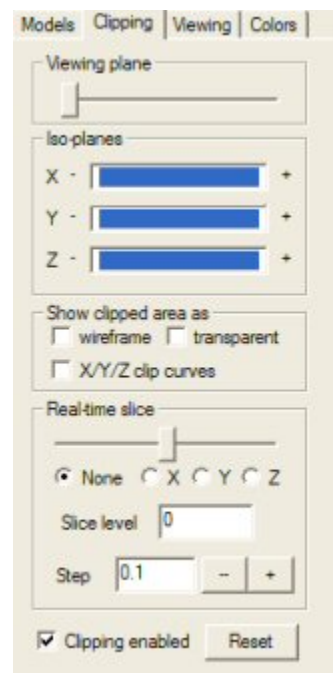 Models Clipping Viewing Colors
Viewing plane
Iso-planes
X - +
Y - +
Z - +
Show clipped area as
wireframe transparent
X/Y/Z clip curves
Real-time slice
None X Y Z
Slice level 0
Step 0.1 -- +
Clipping enabled Reset